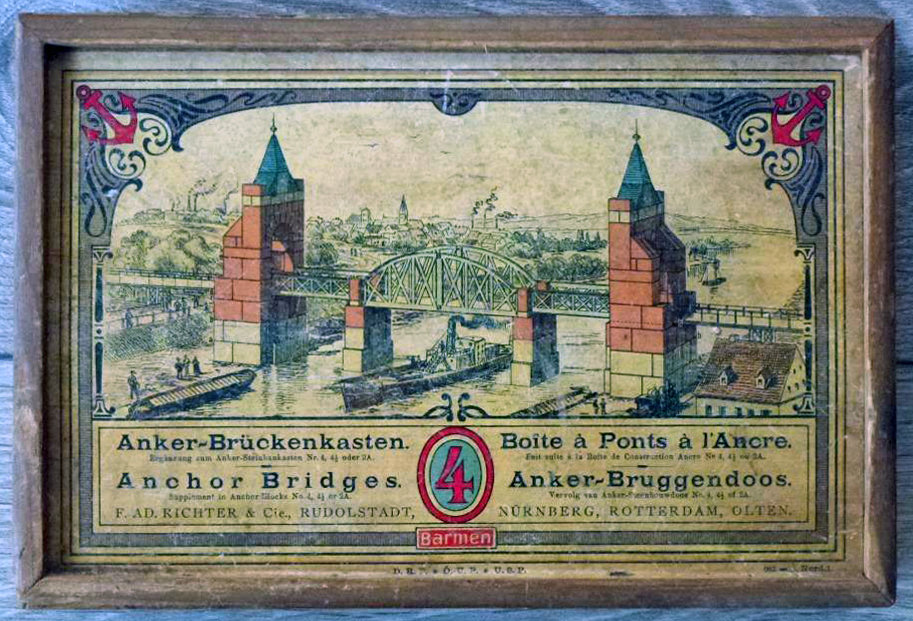 Anker-Brückenkasten.
Ergänzung zum Anker-Steinbaukasten Nr. 4, 4½ oder 2A.
Anchor Bridges.
Supplement to Anchor Blocks No. 4, 4½ or 2A.
4
Boîte à Ponts à l'Ancre.
Fait suite à la Boîte de Construction Ancre No 4, 4½ ou 2A.
Anker-Bruggendoos.
Vervolg van Anker-Steenbouwdoos No. 4, 4½ of 2A.
F. AD. RICHTER & Cie., RUDOLSTADT, NÜRNBERG, ROTTERDAM, OLTEN.
Barmen
U.S.P.